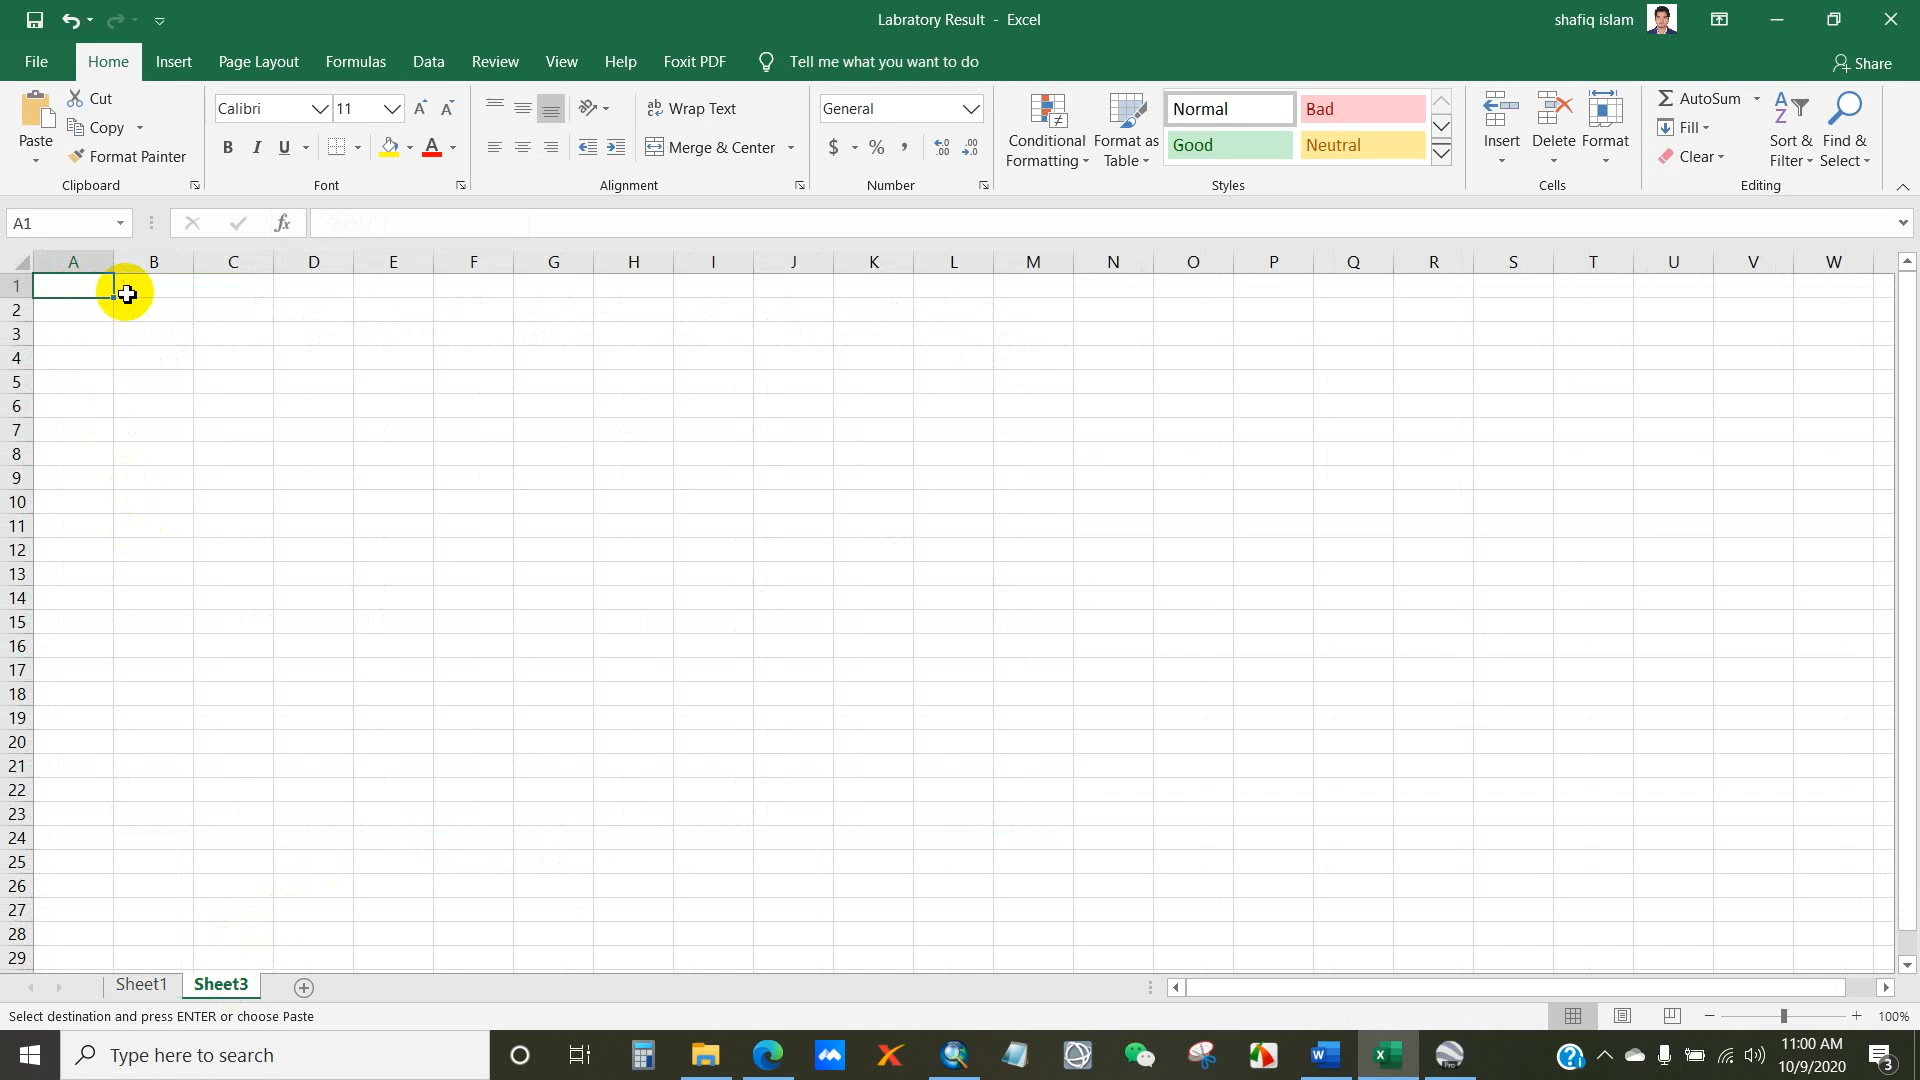 Labratory Result - Excel
shafiq islam
File Home Insert Page Layout Formulas Data Review View Help Foxit PDF Tell me what you want to do Share
Paste
Cut
Copy
Format Painter
Clipboard
Calibri 11
B I U A
Font
ab Wrap Text
Merge & Center
Alignment
General
$ % ,
Number
Conditional Formatting
Format as Table
Normal Bad
Good Neutral
Styles
Insert Delete Format
Cells
AutoSum
Fill
Clear
Sort & Filter
Find & Select
Editing
A1 fx
A B C D E F G H I J K L M N O P Q R S T U V W
1
2
3
4
5
6
7
8
9
10
11
12
13
14
15
16
17
18
19
20
21
22
23
24
25
26
27
28
29
Sheet1 Sheet3
Select destination and press ENTER or choose Paste
100%
Type here to search
11:00 AM
10/9/2020
3